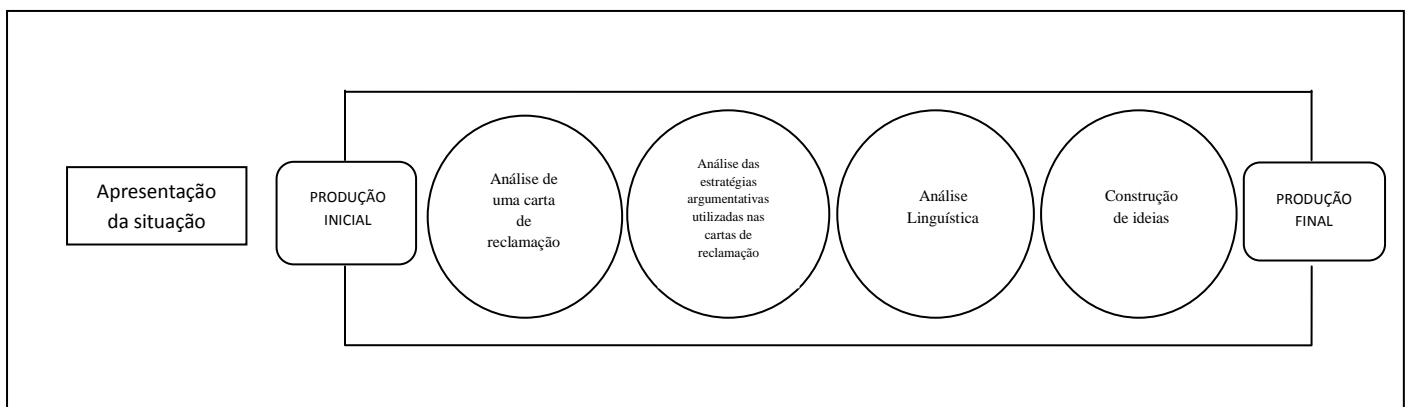 Apresentação
da situação
PRODUÇÃO
INICIAL
Análise de
uma carta
de
reclamação
Análise das
estratégias
argumentativas
utilizadas nas
cartas de
reclamação
Análise
Linguística
Construção
de ideias
PRODUÇÃO
FINAL